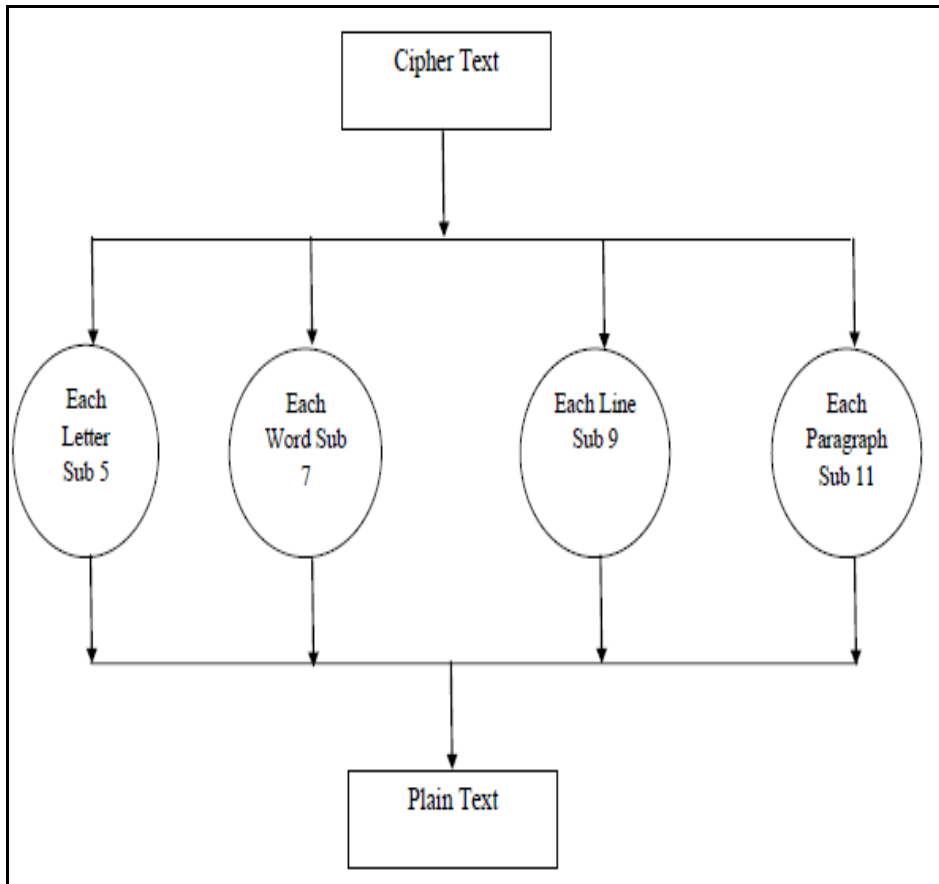 Cipher Text
Each
Letter
Sub 5
Each
Word Sub
7
Each Line
Sub 9
Each
Paragraph
Sub 11
Plain Text